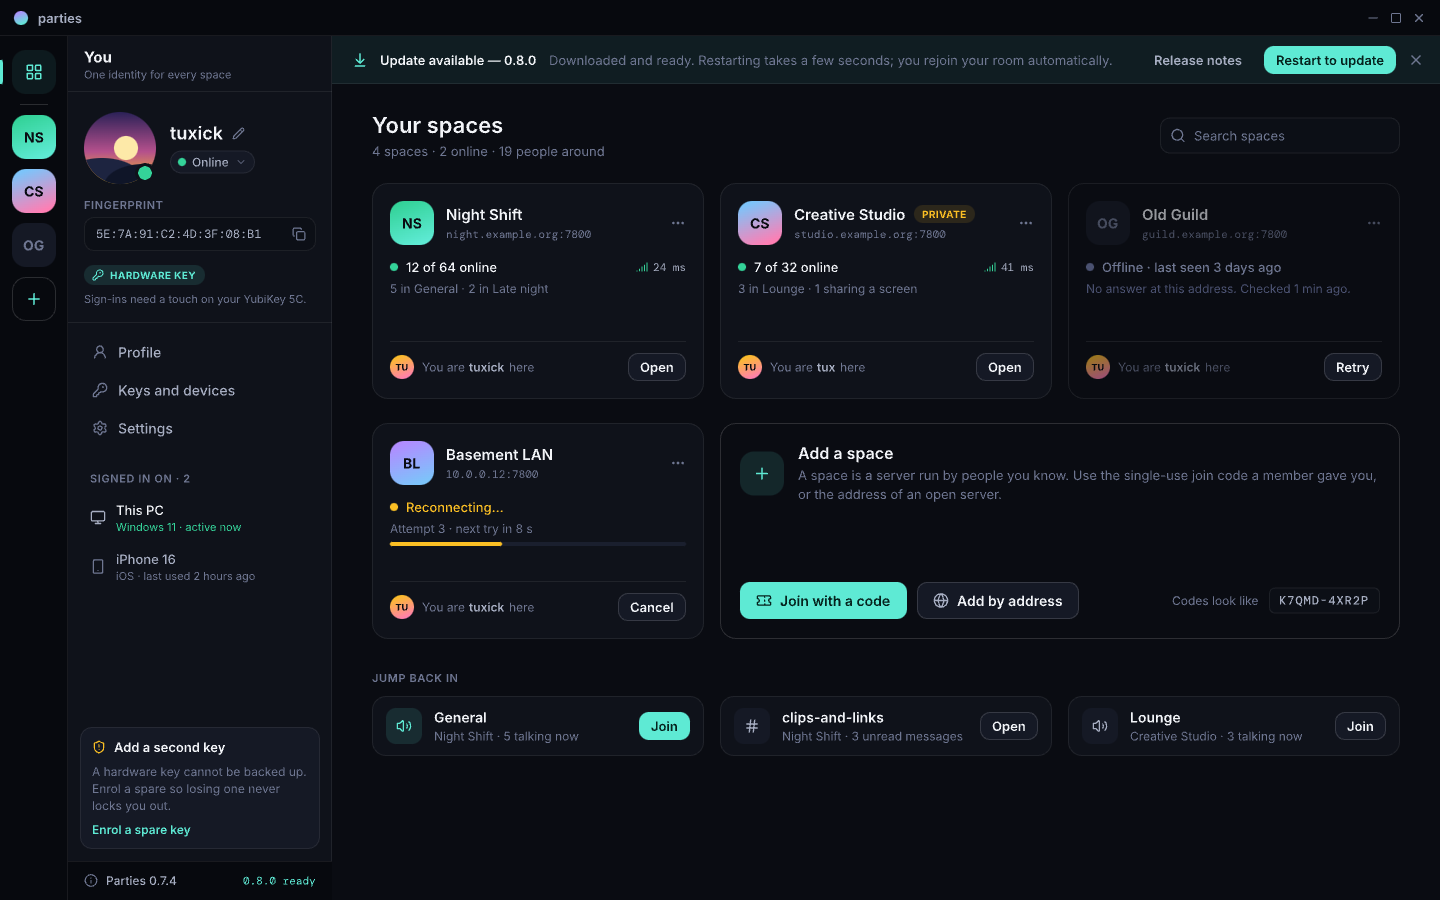 parties
You
One identity for every space
NS
CS
OG
tuxick
Online
FINGERPRINT
5E:7A:91:C2:4D:3F:08:B1
HARDWARE KEY
Sign-ins need a touch on your YubiKey 5C.
Profile
Keys and devices
Settings
SIGNED IN ON · 2
This PC
Windows 11 · active now
iPhone 16
iOS · last used 2 hours ago
Add a second key
A hardware key cannot be backed up.
Enrol a spare so losing one never
locks you out.
Enrol a spare key
Parties 0.7.4
0.8.0 ready
Update available — 0.8.0
Downloaded and ready. Restarting takes a few seconds; you rejoin your room automatically.
Release notes
Restart to update
Your spaces
4 spaces · 2 online · 19 people around
Search spaces
NS
Night Shift
night.example.org:7800
12 of 64 online
24 ms
5 in General · 2 in Late night
TU
You are tuxick here
Open
CS
Creative Studio
PRIVATE
studio.example.org:7800
7 of 32 online
41 ms
3 in Lounge · 1 sharing a screen
TU
You are tux here
Open
OG
Old Guild
guild.example.org:7800
Offline · last seen 3 days ago
No answer at this address. Checked 1 min ago.
TU
You are tuxick here
Retry
BL
Basement LAN
10.0.0.12:7800
Reconnecting...
Attempt 3 · next try in 8 s
TU
You are tuxick here
Cancel
Add a space
A space is a server run by people you know. Use the single-use join code a member gave you,
or the address of an open server.
Join with a code
Add by address
Codes look like
K7QMD-4XR2P
JUMP BACK IN
General
Night Shift · 5 talking now
Join
clips-and-links
Night Shift · 3 unread messages
Open
Lounge
Creative Studio · 3 talking now
Join